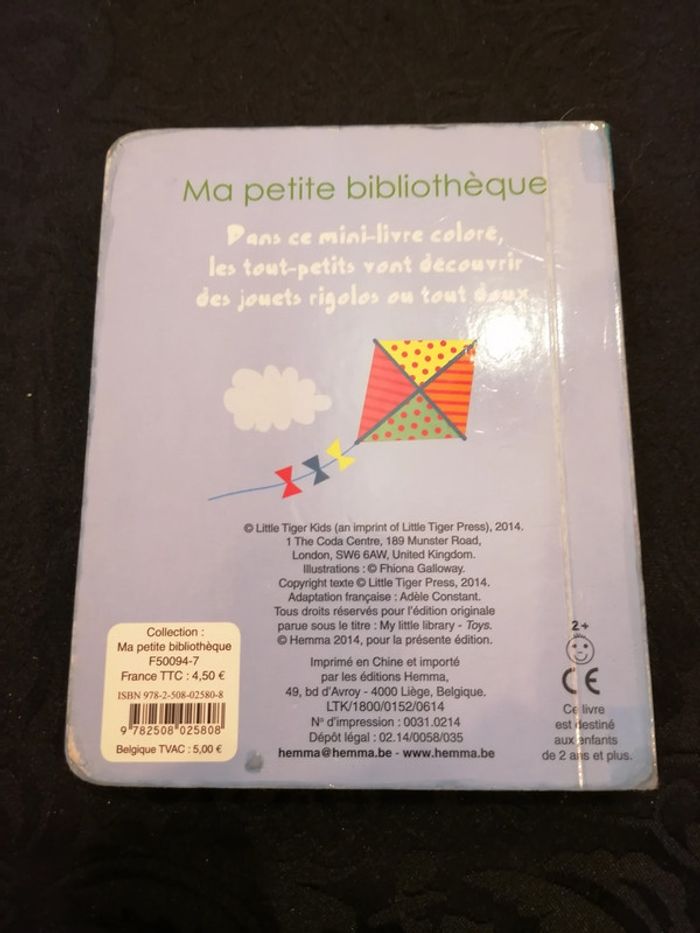 Ma petite bibliothèque
Dans ce mini-livre coloré,
les tout-petits vont découvrir
des jouets rigolos ou tout doux
© Little Tiger Kids (an imprint of Little Tiger Press), 2014.
1 The Coda Centre, 189 Munster Road,
London, SW6 6AW, United Kingdom.
Illustrations : © Fhiona Galloway.
Copyright texte © Little Tiger Press, 2014.
Adaptation française : Adèle Constant.
Tous droits réservés pour l'édition originale
parue sous le titre : My little library - Toys.
© Hemma 2014, pour la présente édition.
Imprimé en Chine et importé
par les éditions Hemma,
49, bd d'Avroy - 4000 Liège, Belgique.
LTK/1800/0152/0614
N° d'impression : 0031.0214
Dépôt légal : 02.14/0058/035
hemma@hemma.be - www.hemma.be
Collection :
Ma petite bibliothèque
F50094-7
France TTC : 4,50 €
ISBN 978-2-508-02580-8
9 782508 025808
Belgique TVAC : 5,00 €
2+
CE
Ce livre
est destiné
aux enfants
de 2 ans et plus.